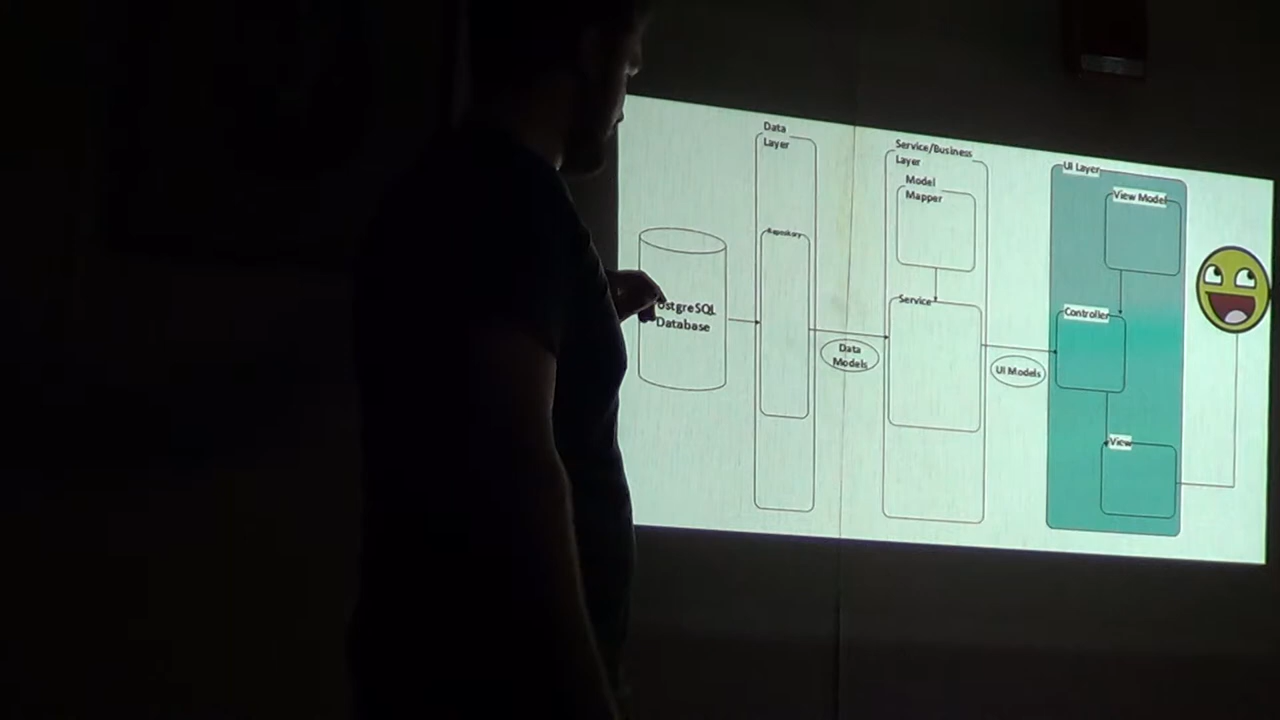 Data
Layer
Repository
ostgreSQL
Database
Data
Models
Service/Business
Layer
Model
Mapper
Service
UI Models
UI Layer
View Model
Controller
View